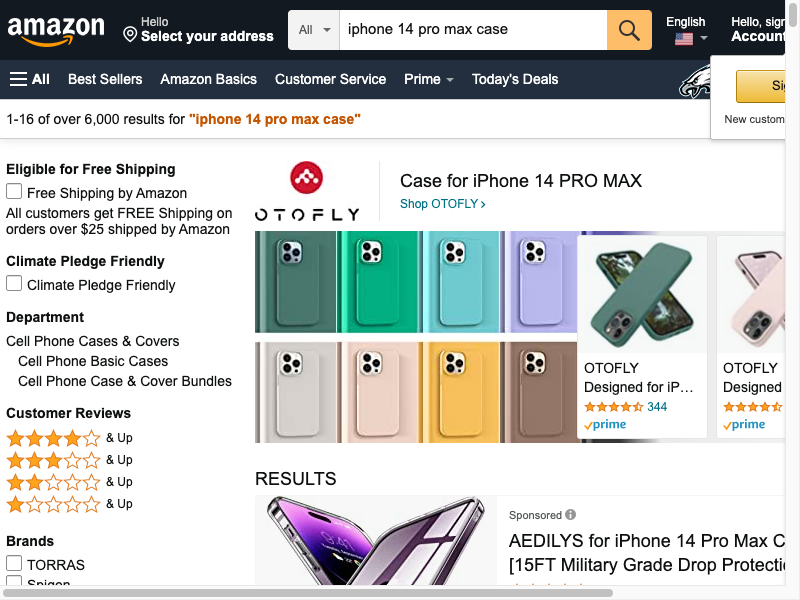 amazon
Hello
Select your address
All
iphone 14 pro max case
English
Hello, sign
Account
All
Best Sellers
Amazon Basics
Customer Service
Prime
Today's Deals
1-16 of over 6,000 results for "iphone 14 pro max case"
New custom
Eligible for Free Shipping
Free Shipping by Amazon
All customers get FREE Shipping on
orders over $25 shipped by Amazon
Climate Pledge Friendly
Climate Pledge Friendly
Department
Cell Phone Cases & Covers
Cell Phone Basic Cases
Cell Phone Case & Cover Bundles
Customer Reviews
& Up
& Up
& Up
& Up
Brands
TORRAS
Spigen
OTOFLY
Case for iPhone 14 PRO MAX
Shop OTOFLY ›
OTOFLY
Designed for iP…
344
prime
OTOFLY
Designed
prime
RESULTS
9:41
Sponsored
AEDILYS for iPhone 14 Pro Max C
[15FT Military Grade Drop Protectio